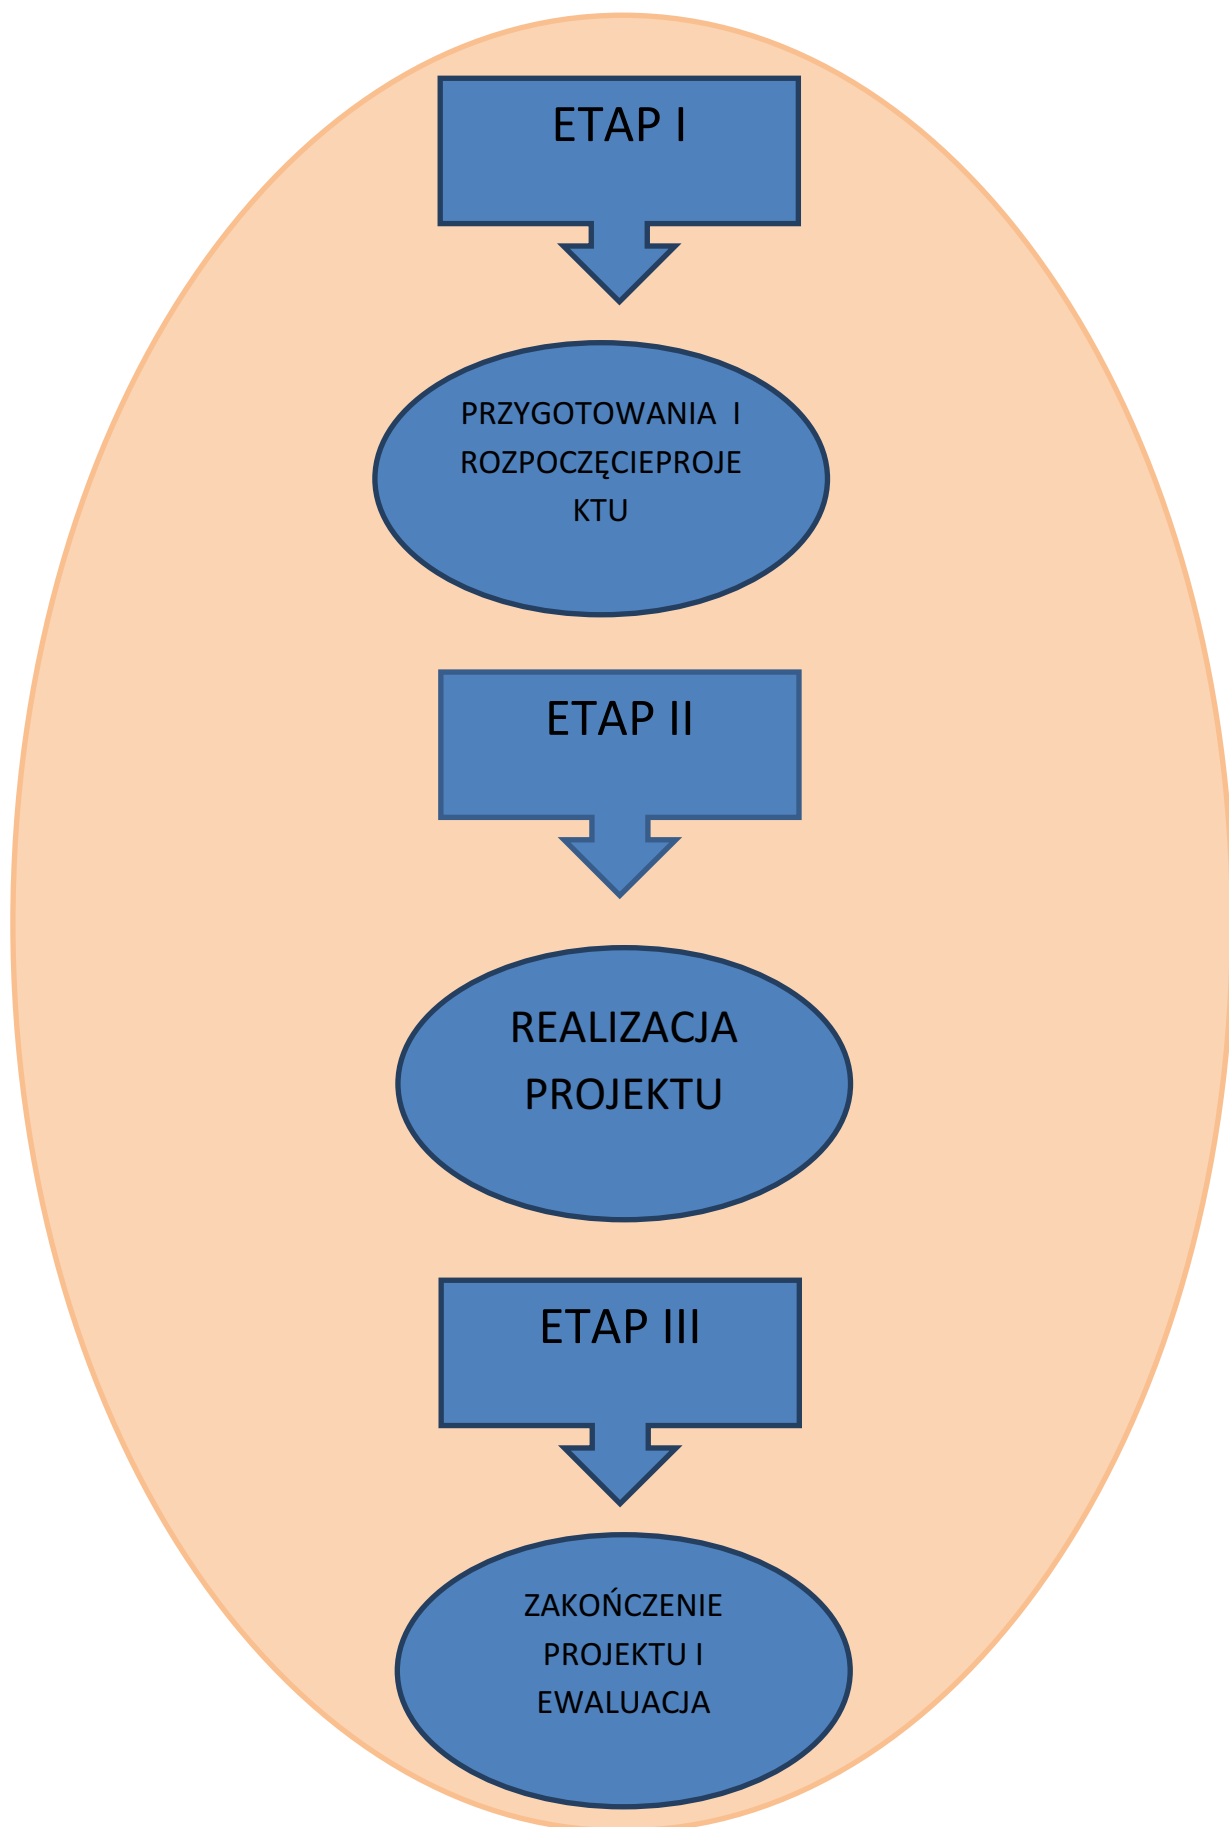 ETAP I
PRZYGOTOWANIA I
ROZPOCZĘCIEPROJE
KTU
ETAP II
REALIZACJA
PROJEKTU
ETAP III
ZAKOŃCZENIE
PROJEKTU I
EWALUACJA